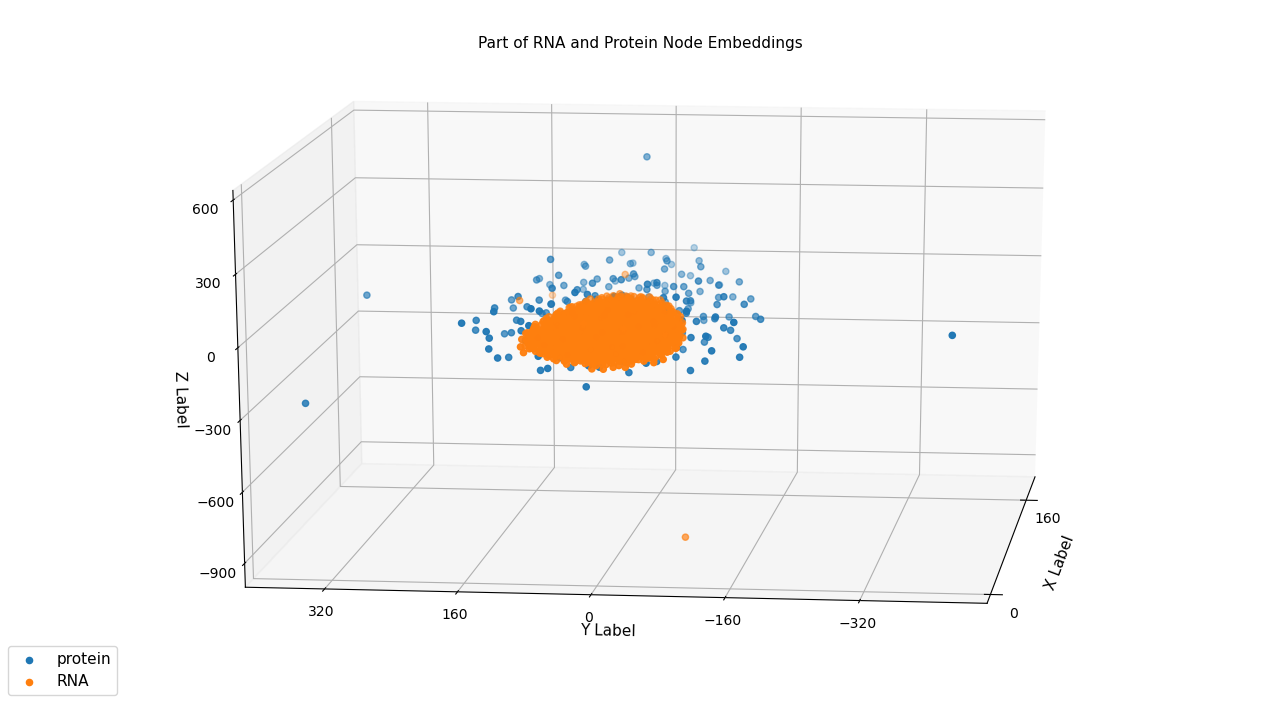 Part of RNA and Protein Node Embeddings
600
300
0
−300
−600
−900
Z Label
320
160
0
−160
−320
Y Label
0
160
X Label
protein
RNA